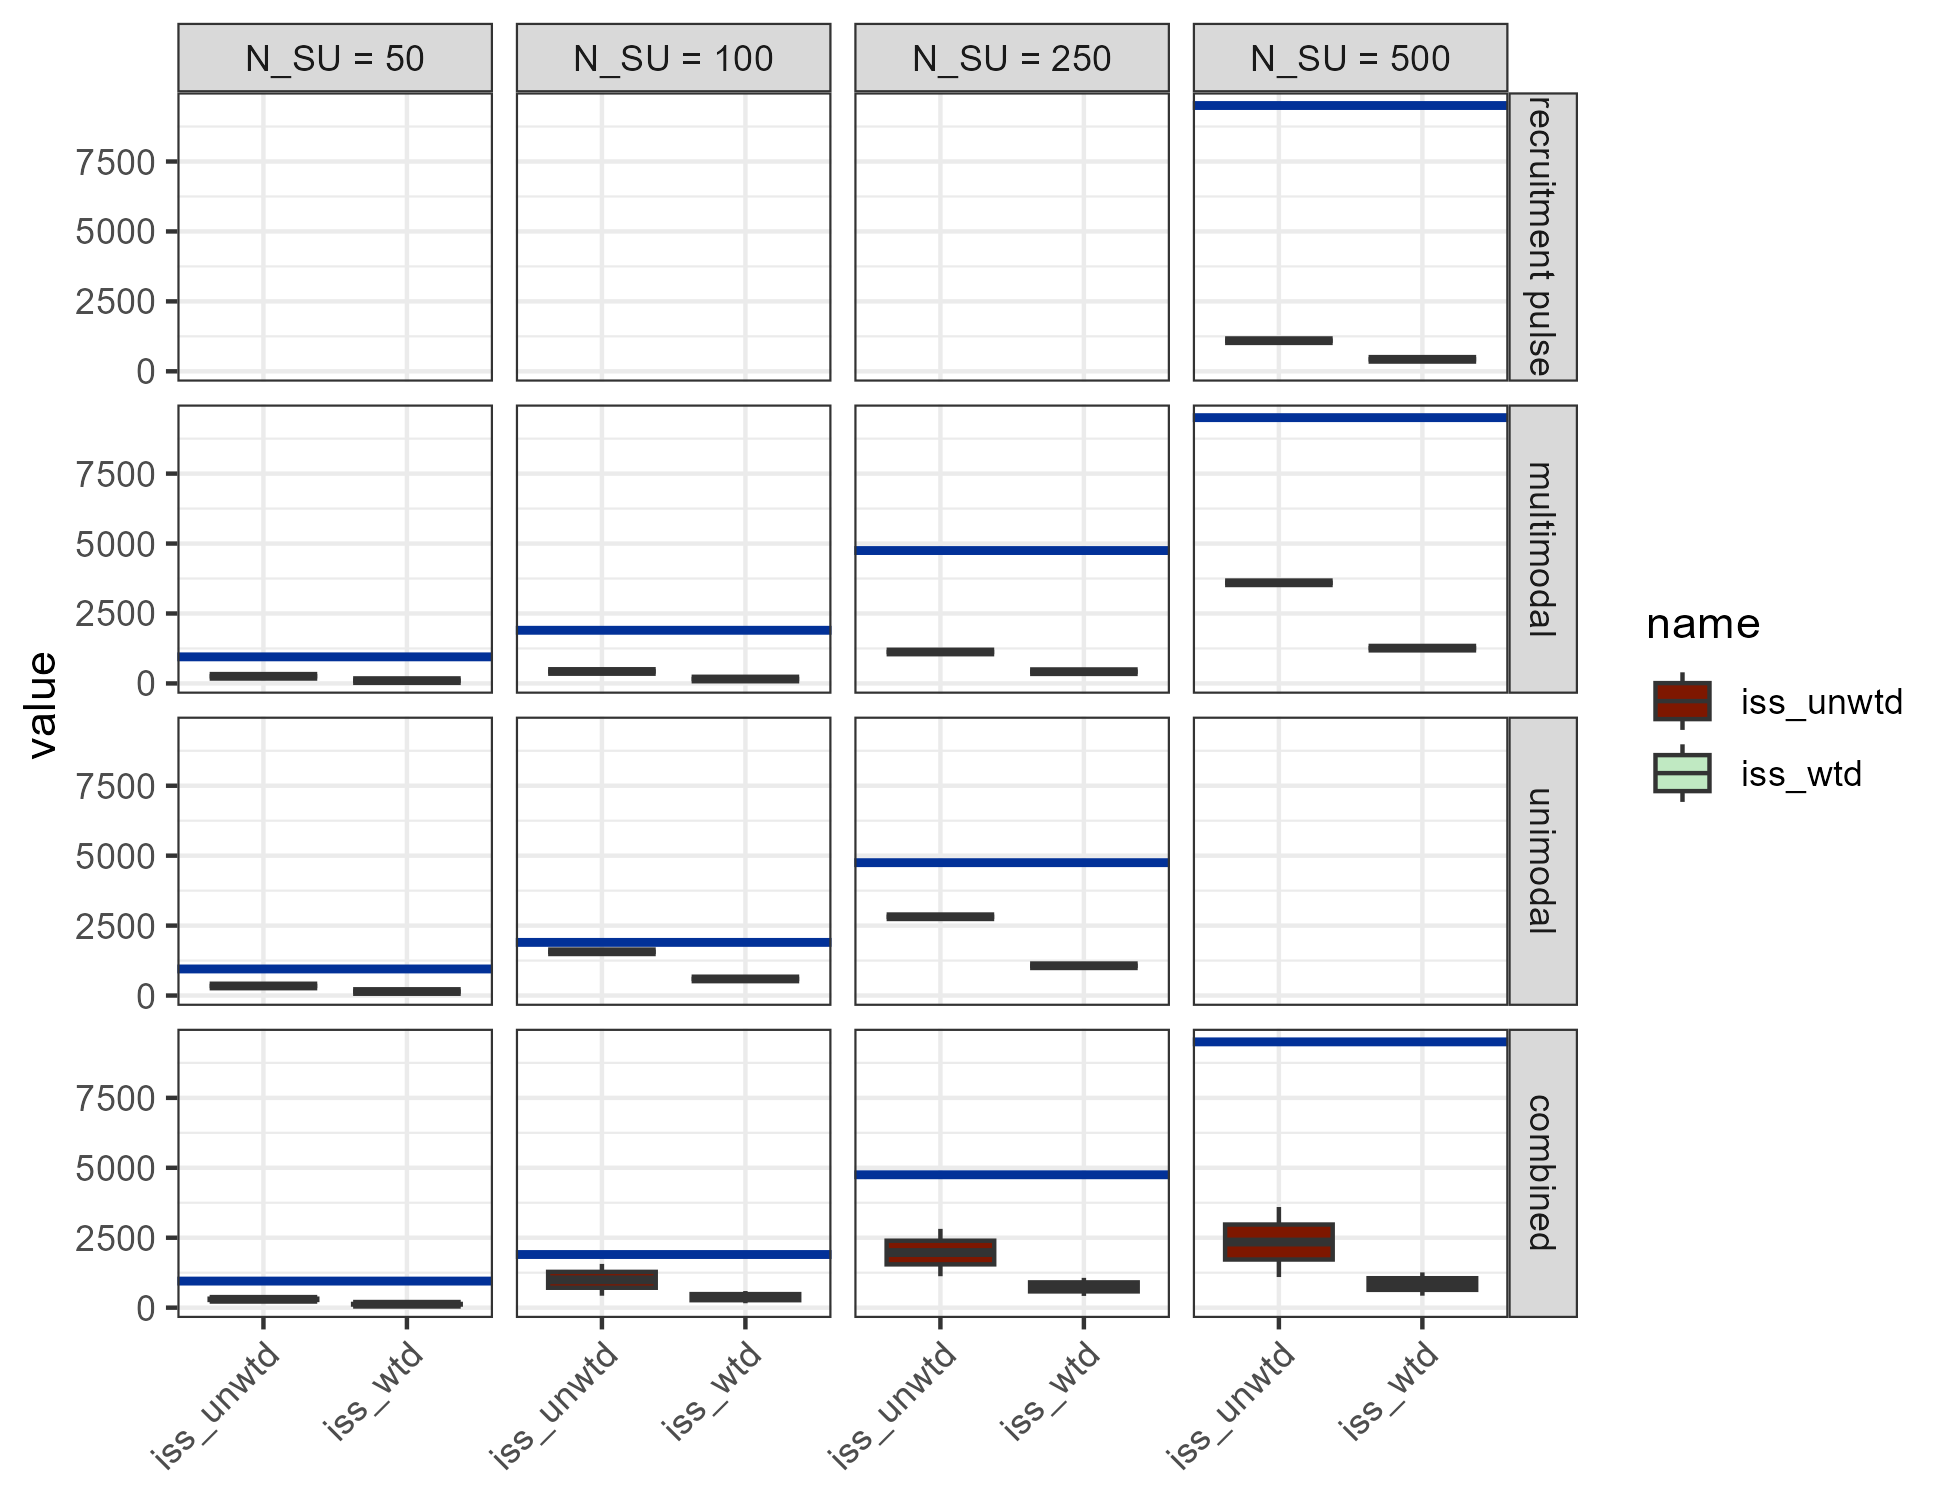 N_SU = 50
N_SU = 100
N_SU = 250
N_SU = 500
value
7500
5000
2500
0
recruitment pulse
7500
5000
2500
0
multimodal
7500
5000
2500
0
unimodal
7500
5000
2500
0
combined
iss_unwtd
iss_wtd
iss_unwtd
iss_wtd
iss_unwtd
iss_wtd
iss_unwtd
iss_wtd
name
iss_unwtd
iss_wtd